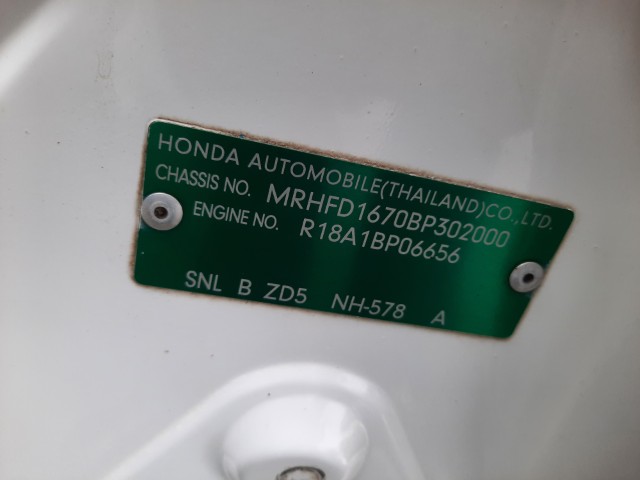 HONDA AUTOMOBILE(THAILAND)CO.,LTD.
CHASSIS NO. MRHFD1670BP302000
ENGINE NO. R18A1BP06656
SNL B ZD5 NH-578 A